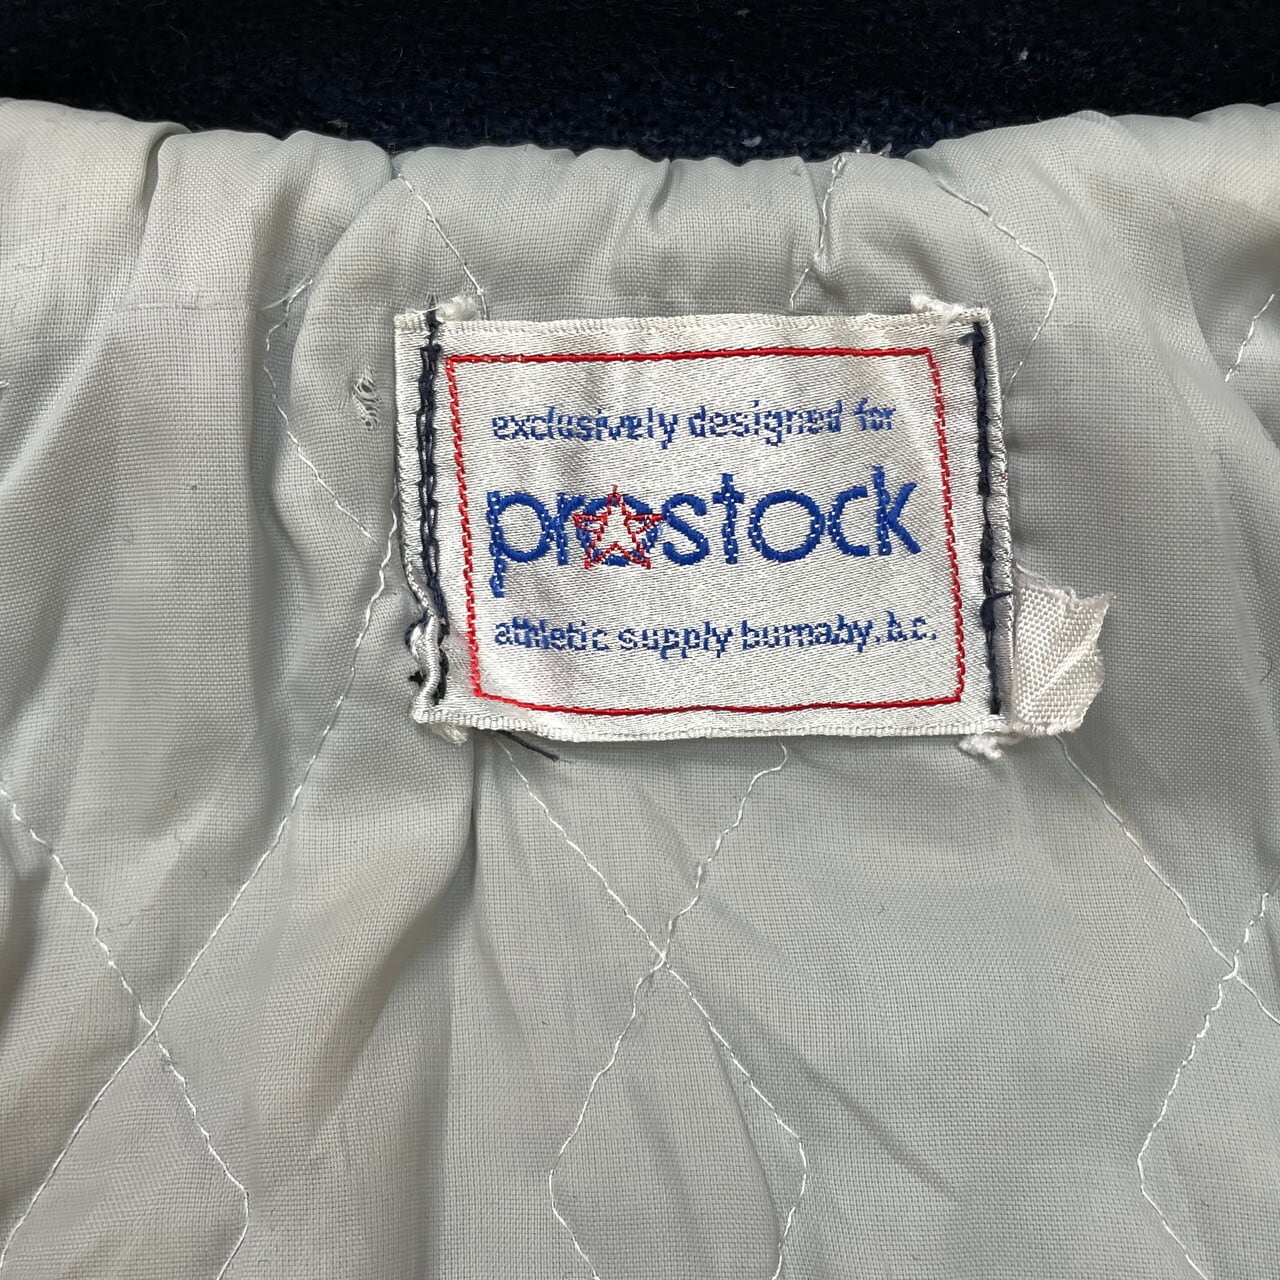 exclusively designed for
prostock
athletic supply burnaby, b.c.